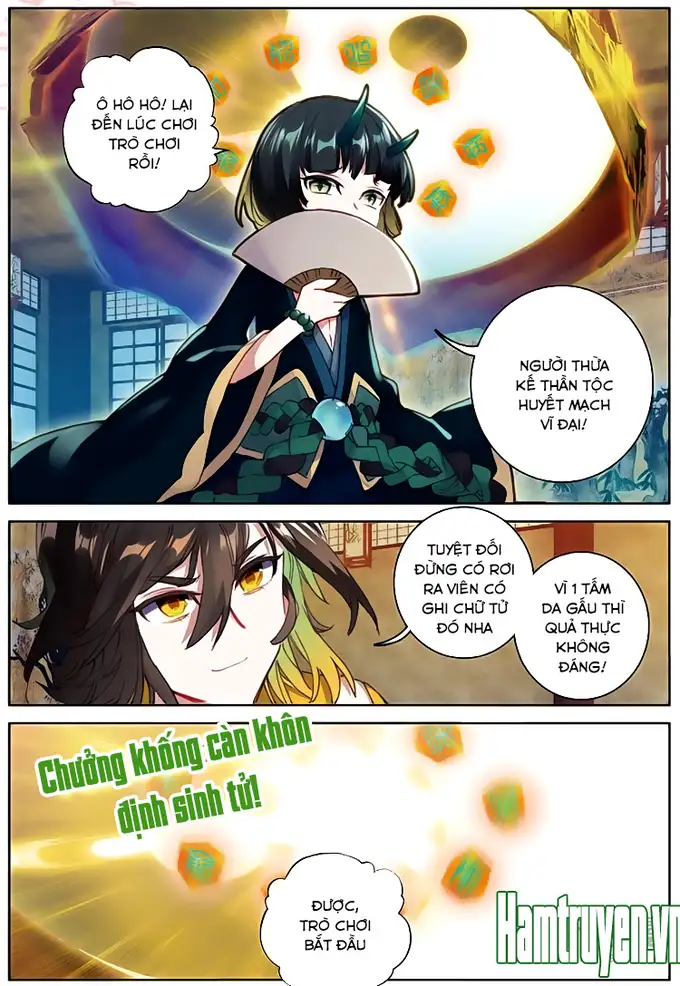 Ô HÔ HÔ! LẠI
ĐẾN LÚC CHƠI
TRÒ CHƠI
RỒI!
NGƯỜI THỪA
KẾ THẦN TỘC
HUYẾT MẠCH
VĨ ĐẠI!
TUYỆT ĐỐI
ĐỪNG CÓ RƠI
RA VIÊN CÓ
GHI CHỮ TỬ
ĐÓ NHA
VÌ 1 TẤM
DA GẤU THÌ
QUẢ THỰC
KHÔNG
ĐÁNG!
Chưởng khống càn khôn
định sinh tử!
ĐƯỢC,
TRÒ CHƠI
BẮT ĐẦU
Hamtruyen.vn